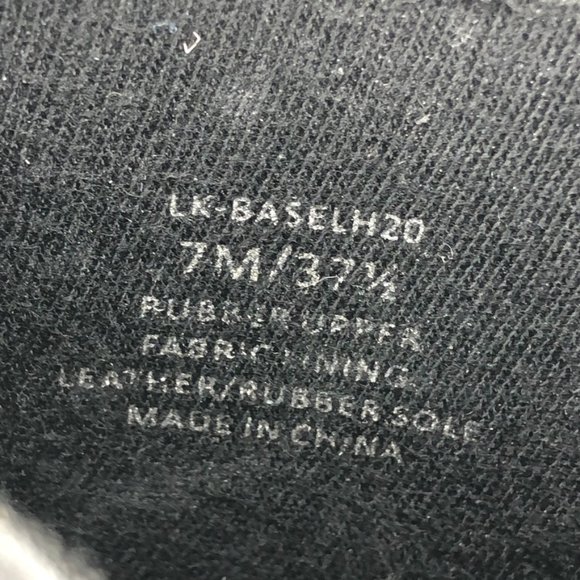 LK-BASELH20
7M/37½
RUBBER UPPER
FABRIC LINING
LEATHER/RUBBER SOLE
MADE IN CHINA